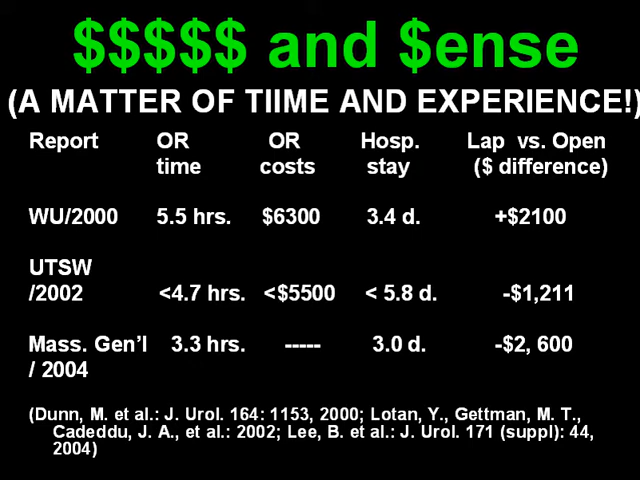 $$$$$ and $ense
(A MATTER OF TIIME AND EXPERIENCE!)
Report OR OR Hosp. Lap vs. Open
time costs stay ($ difference)
WU/2000 5.5 hrs. $6300 3.4 d. +$2100
UTSW
/2002 <4.7 hrs. <$5500 < 5.8 d. -$1,211
Mass. Gen'l 3.3 hrs. ----- 3.0 d. -$2, 600
/ 2004
(Dunn, M. et al.: J. Urol. 164: 1153, 2000; Lotan, Y., Gettman, M. T.,
Cadeddu, J. A., et al.: 2002; Lee, B. et al.: J. Urol. 171 (suppl): 44,
2004)